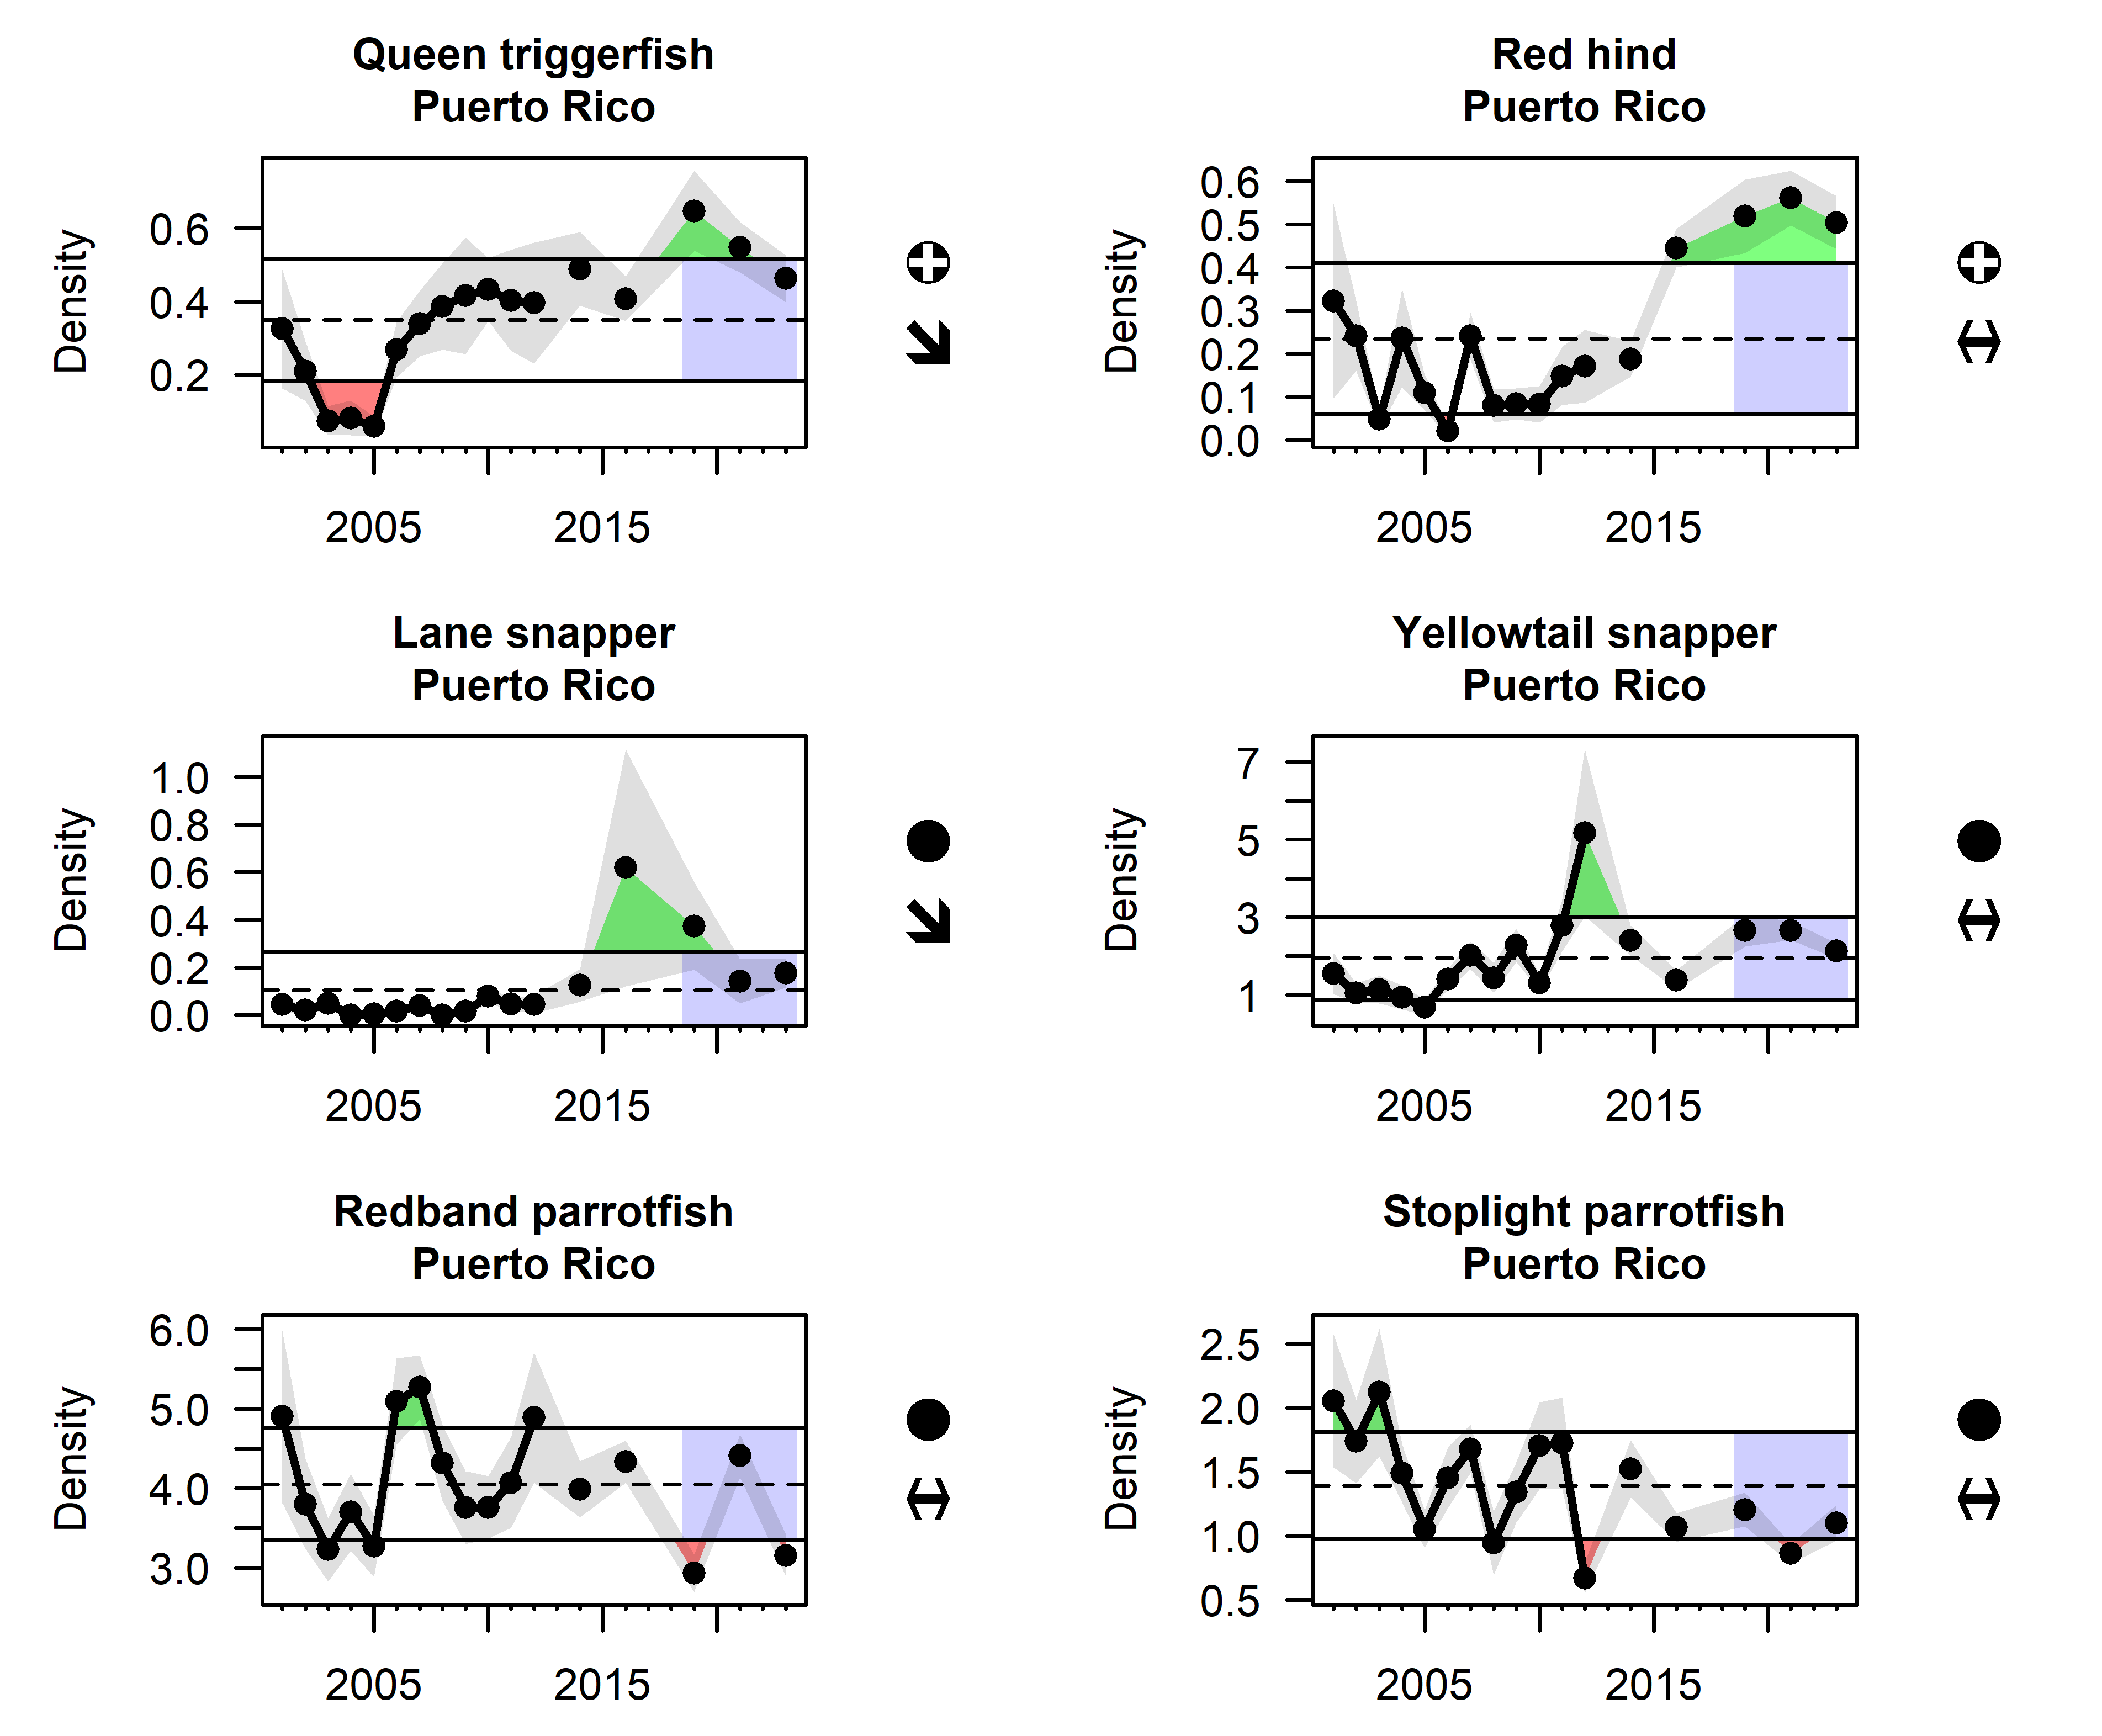 Queen triggerfish
Puerto Rico
Density
0.6
0.4
0.2
2005
2015
Red hind
Puerto Rico
Density
0.6
0.5
0.4
0.3
0.2
0.1
0.0
2005
2015
Lane snapper
Puerto Rico
Density
1.0
0.8
0.6
0.4
0.2
0.0
2005
2015
Yellowtail snapper
Puerto Rico
Density
7
5
3
1
2005
2015
Redband parrotfish
Puerto Rico
Density
6.0
5.0
4.0
3.0
2005
2015
Stoplight parrotfish
Puerto Rico
Density
2.5
2.0
1.5
1.0
0.5
2005
2015